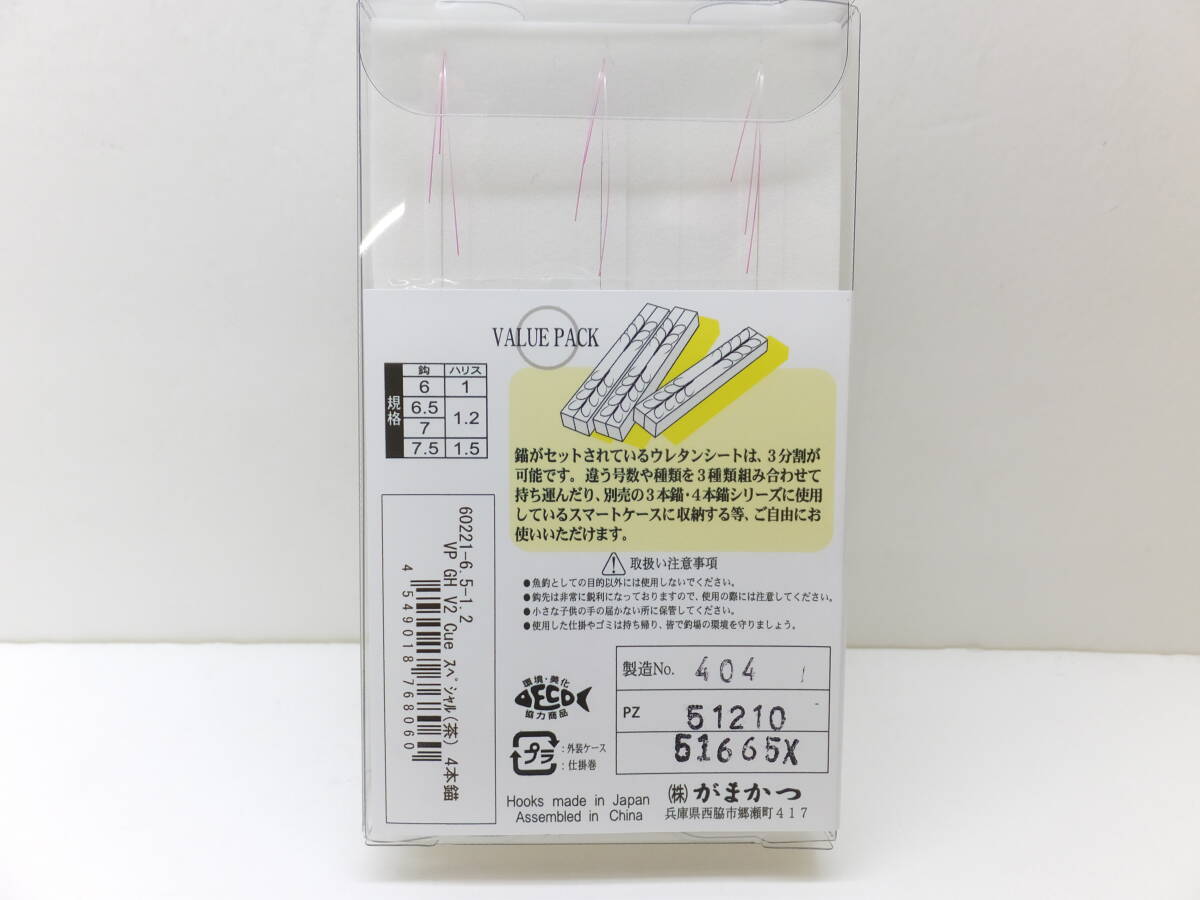 VALUE PACK
規格
鈎 ハリス
6 1
6.5 1.2
7
7.5 1.5
錨がセットされているウレタンシートは、3分割が
可能です。違う号数や種類を3種類組み合わせて
持ち運んだり、別売の3本錨・4本錨シリーズに使用
しているスマートケースに収納する等、ご自由にお
使いいただけます。
取扱い注意事項
●魚釣としての目的以外には使用しないでください。
●鈎先は非常に鋭利になっておりますので、使用の際には注意してください。
●小さな子供の手の届かない所に保管してください。
●使用した仕掛やゴミは持ち帰り、皆で釣場の環境を守りましょう。
60221-6.5-1.2
VP GH V2 Cue スペシャル(茶) 4本錨
4 549018 768060
環境・美化
ECO
協力商品
プラ
:外装ケース
:仕掛巻
製造No. 404
PZ 51210
51665X
Hooks made in Japan
Assembled in China
(株)がまかつ
兵庫県西脇市郷瀬町417